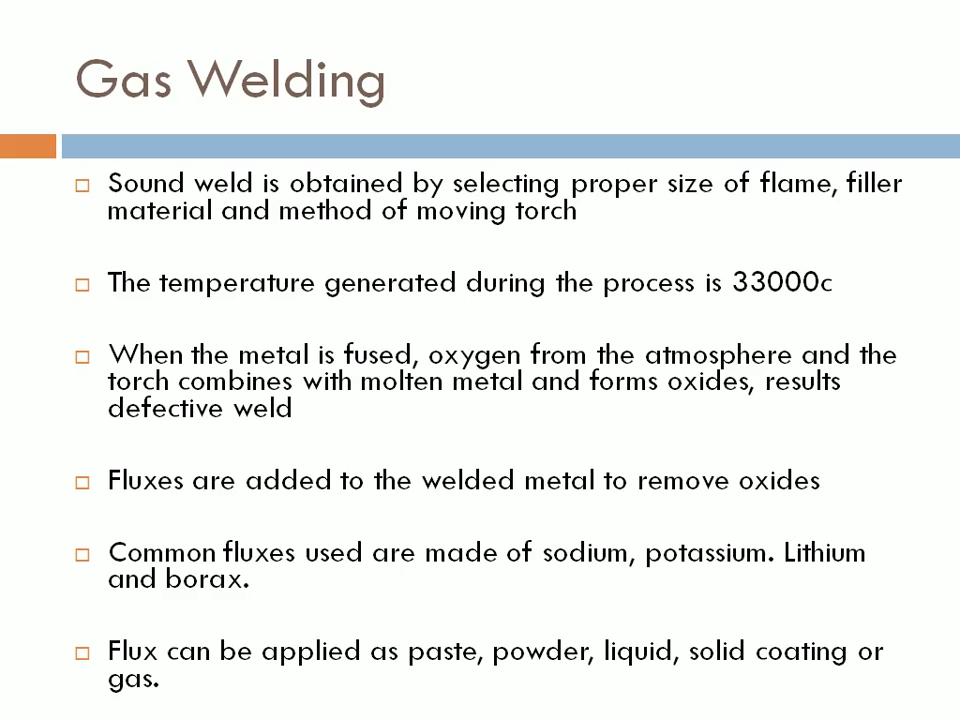 Gas Welding
Sound weld is obtained by selecting proper size of flame, filler
material and method of moving torch
The temperature generated during the process is 33000c
When the metal is fused, oxygen from the atmosphere and the
torch combines with molten metal and forms oxides, results
defective weld
Fluxes are added to the welded metal to remove oxides
Common fluxes used are made of sodium, potassium. Lithium
and borax.
Flux can be applied as paste, powder, liquid, solid coating or
gas.